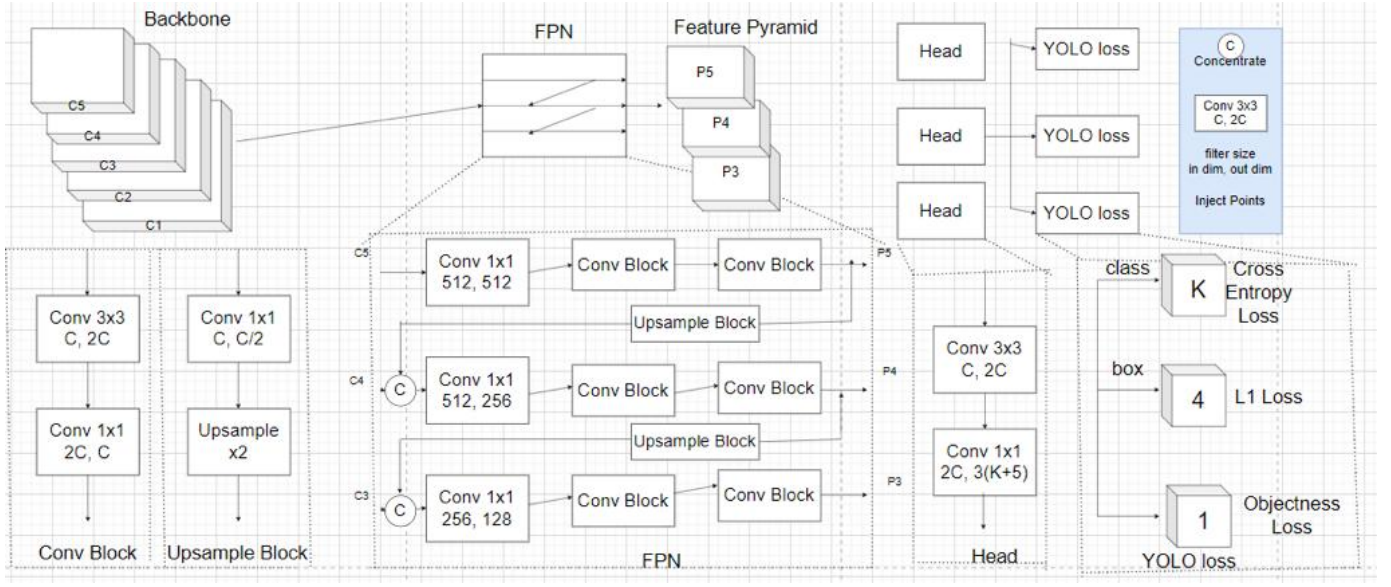 Backbone
C5
C4
C3
C2
C1
FPN
Feature Pyramid
P5
P4
P3
Head
Head
Head
YOLO loss
YOLO loss
YOLO loss
C
Concentrate
Conv 3x3
C, 2C
filter size
in dim, out dim
Inject Points
Conv 3x3
C, 2C
Conv 1x1
2C, C
Conv Block
Conv 1x1
C, C/2
Upsample
x2
Upsample Block
C5
Conv 1x1
512, 512
Conv Block
Conv Block
P5
Upsample Block
C4
C
Conv 1x1
512, 256
Conv Block
Conv Block
P4
Upsample Block
C3
C
Conv 1x1
256, 128
Conv Block
Conv Block
P3
FPN
Conv 3x3
C, 2C
Conv 1x1
2C, 3(K+5)
Head
class
K
Cross
Entropy
Loss
box
4
L1 Loss
1
Objectness
Loss
YOLO loss